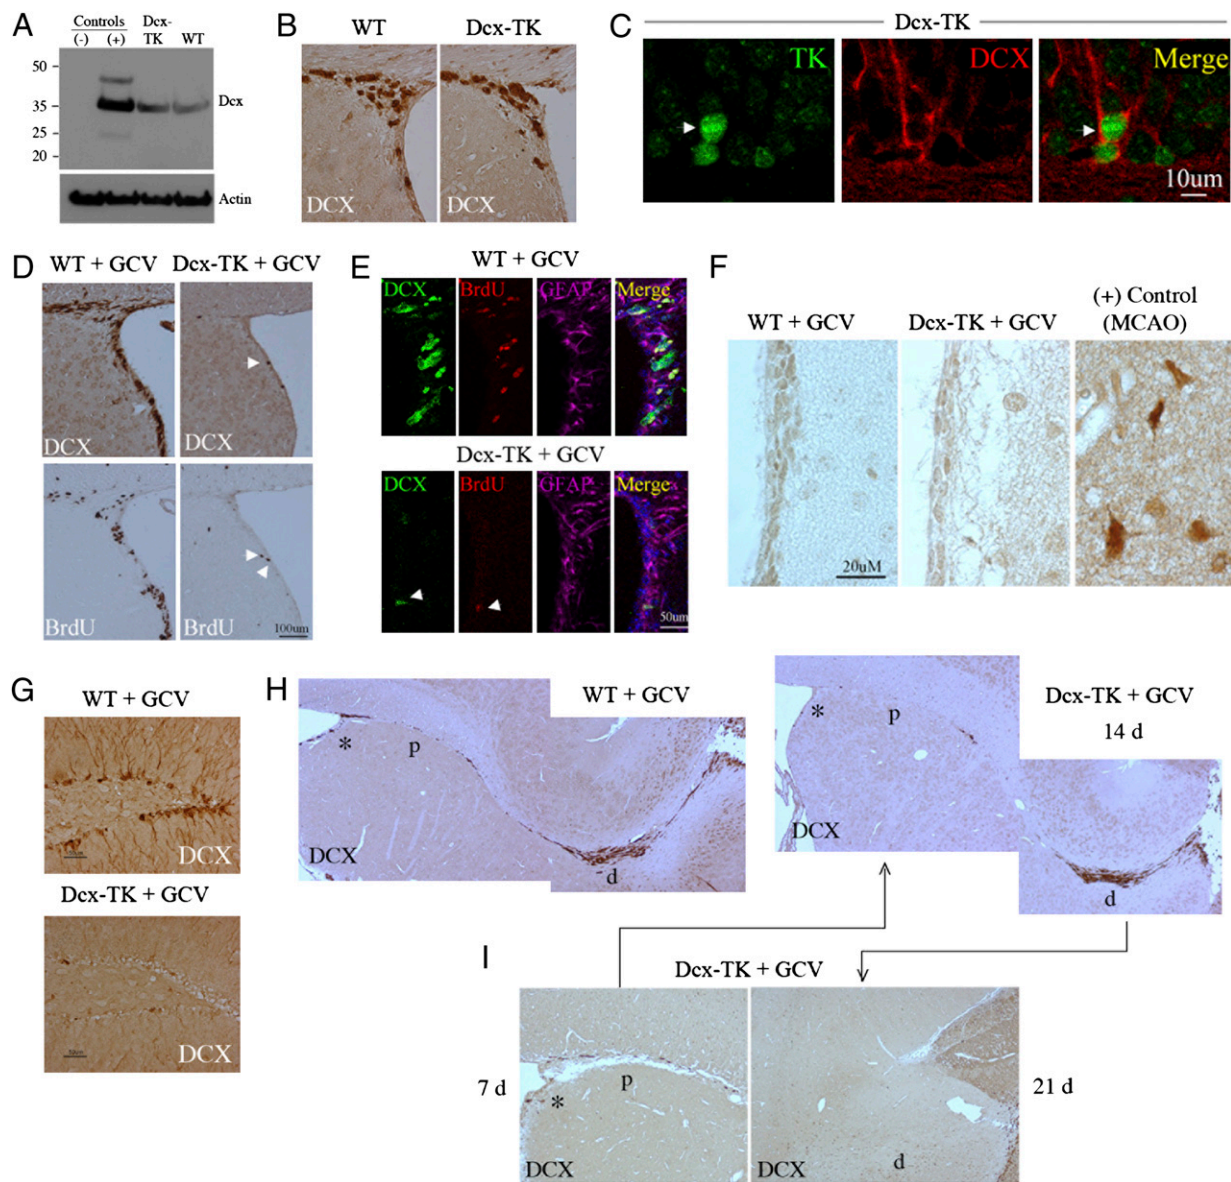 A
Controls
(-) (+)
Dcx-
TK
WT
50
35
25
20
Dcx
Actin
B
WT
Dcx-TK
DCX
DCX
C
Dcx-TK
TK
DCX
Merge
10um
D
WT + GCV
Dcx-TK + GCV
DCX
DCX
BrdU
BrdU
100um
E
WT + GCV
DCX
BrdU
GFAP
Merge
Dcx-TK + GCV
DCX
BrdU
GFAP
Merge
50um
F
WT + GCV
Dcx-TK + GCV
(+) Control
(MCAO)
20uM
G
WT + GCV
DCX
Dcx-TK + GCV
DCX
H
WT + GCV
*
p
DCX
d
Dcx-TK + GCV
14 d
*
p
DCX
d
I
Dcx-TK + GCV
7 d
p
*
DCX
DCX
d
21 d